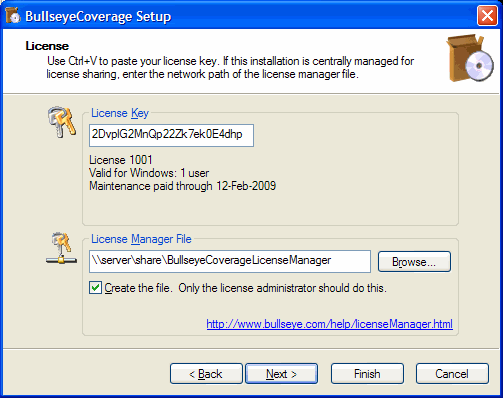 BullseyeCoverage Setup
License
Use Ctrl+V to paste your license key. If this installation is centrally managed for
license sharing, enter the network path of the license manager file.
License Key
2DvplG2MnQp22Zk7ek0E4dhp
License 1001
Valid for Windows: 1 user
Maintenance paid through 12-Feb-2009
License Manager File
\\server\share\BullseyeCoverageLicenseManager
Browse...
Create the file. Only the license administrator should do this.
http://www.bullseye.com/help/licenseManager.html
< Back
Next >
Finish
Cancel